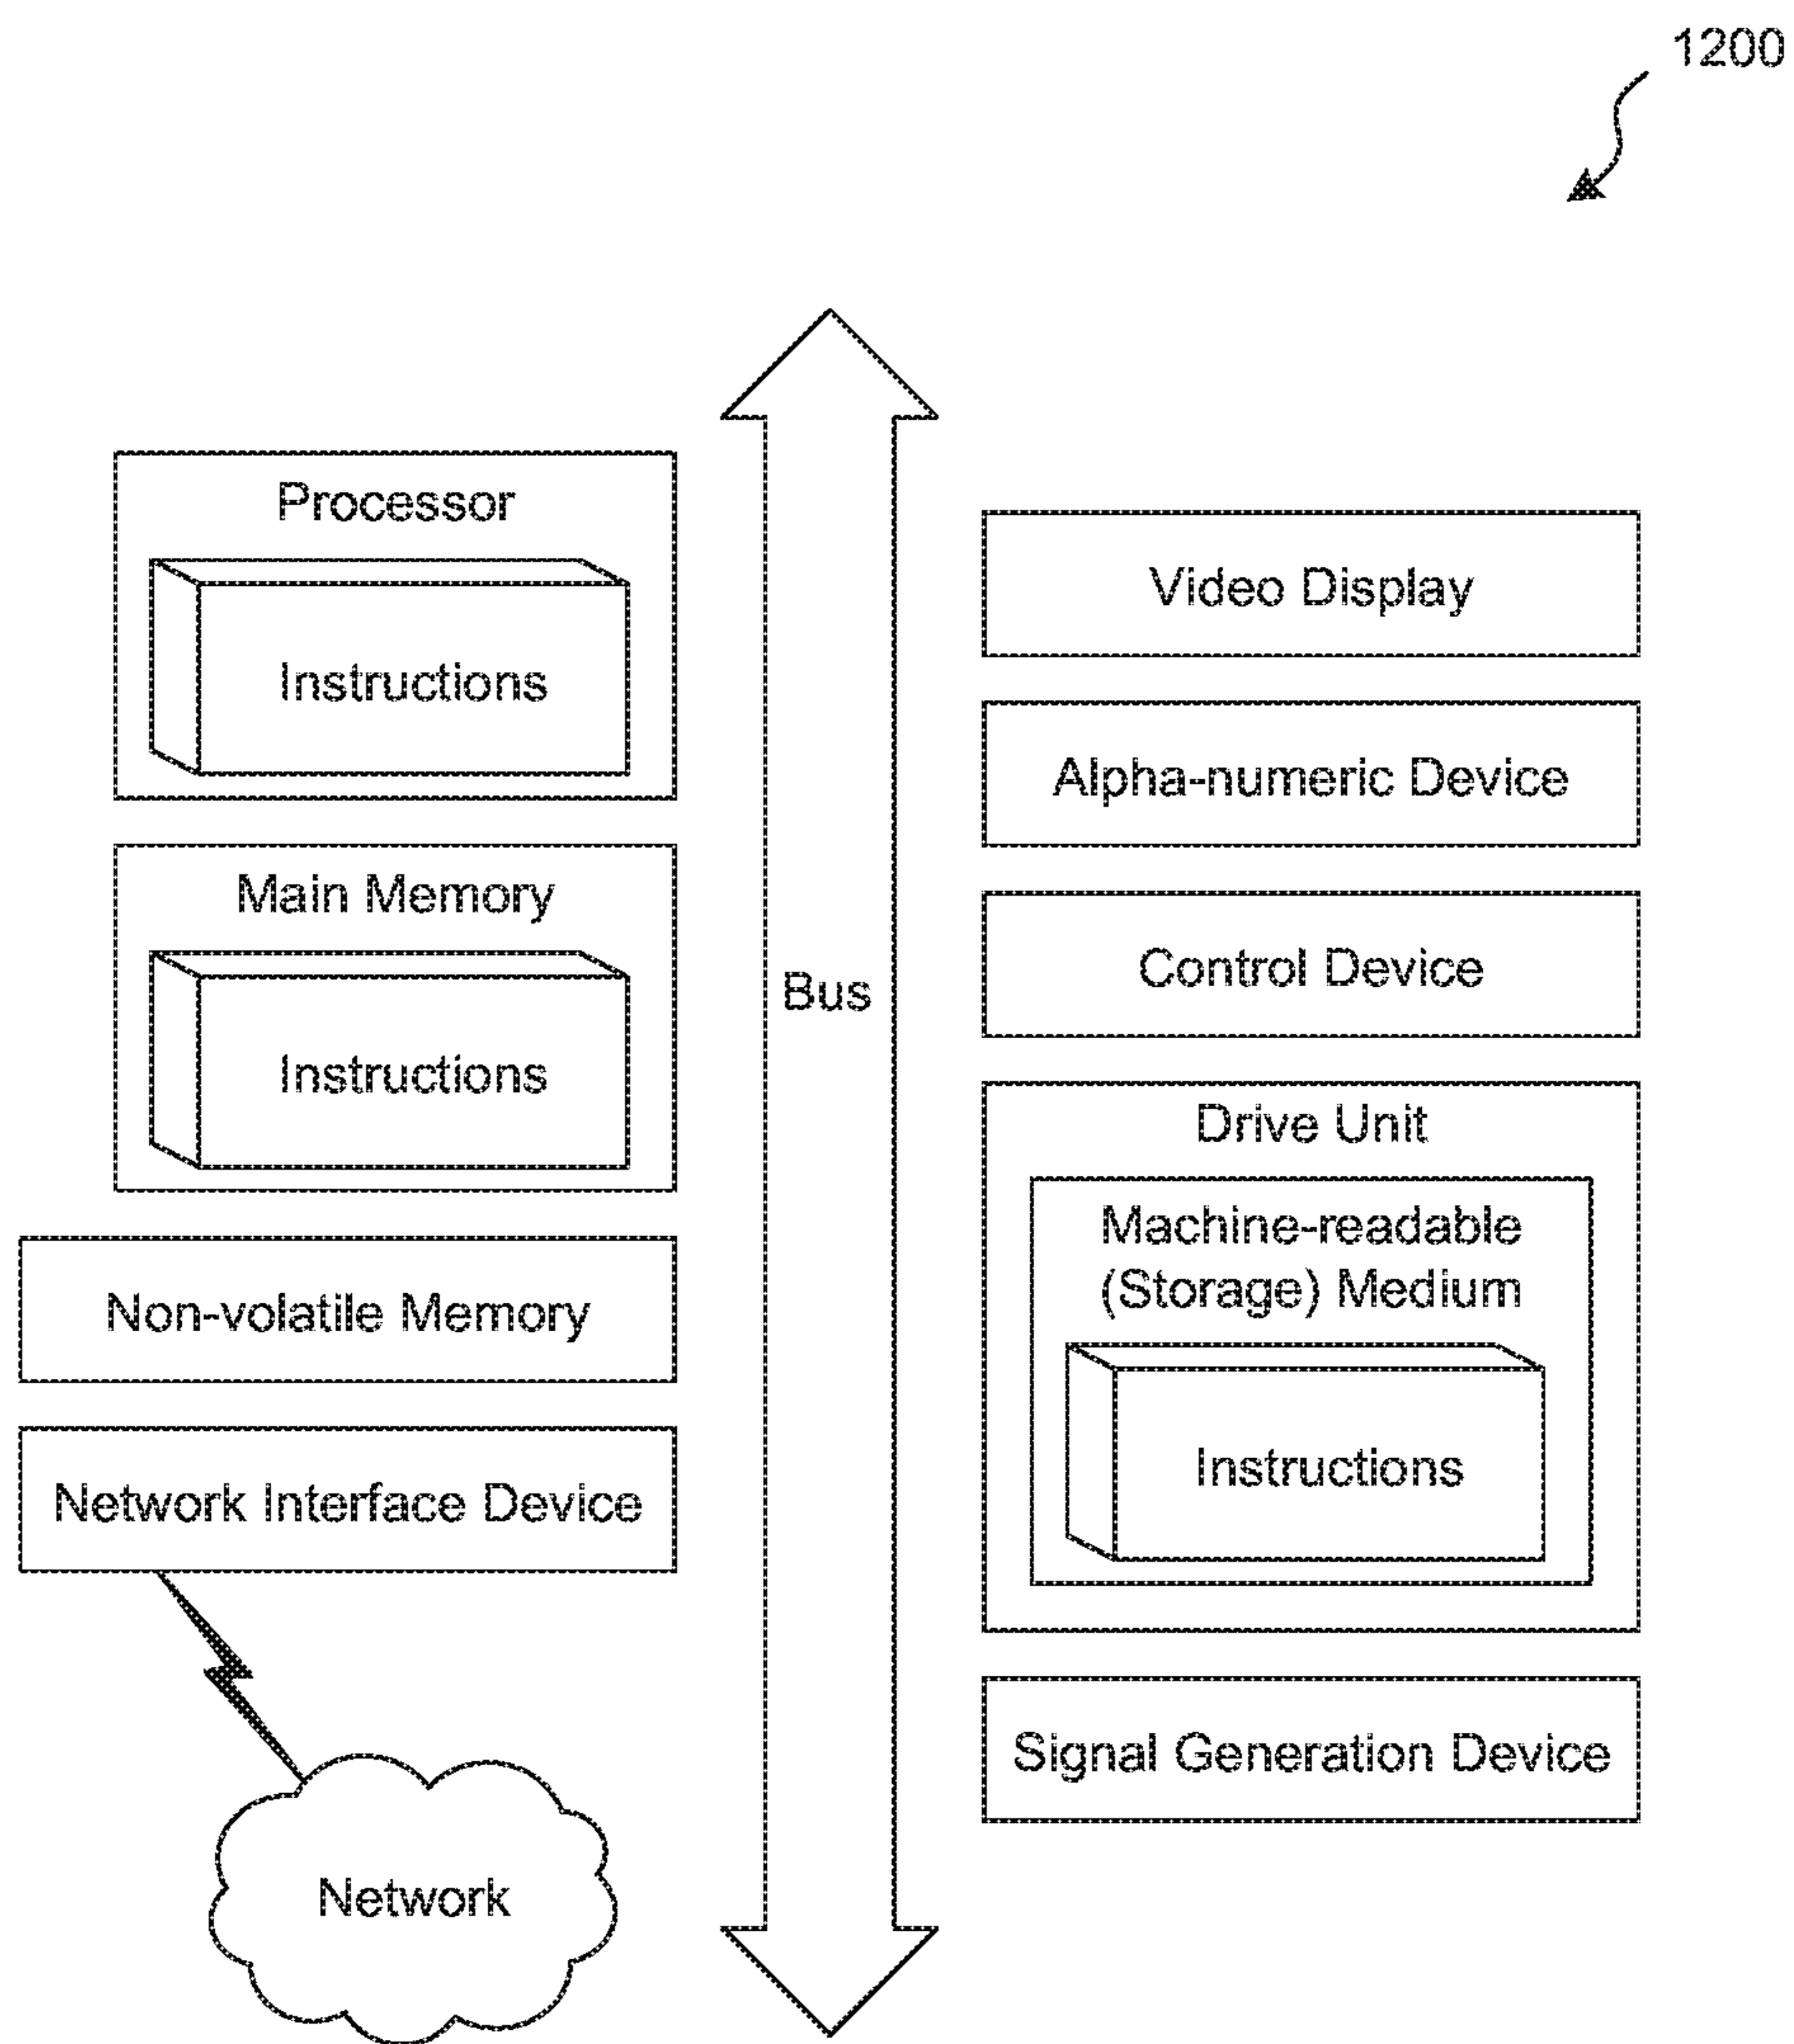 1200
Processor
Instructions
Main Memory
Instructions
Non-volatile Memory
Network Interface Device
Network
Bus
Video Display
Alpha-numeric Device
Control Device
Drive Unit
Machine-readable
(Storage) Medium
Instructions
Signal Generation Device